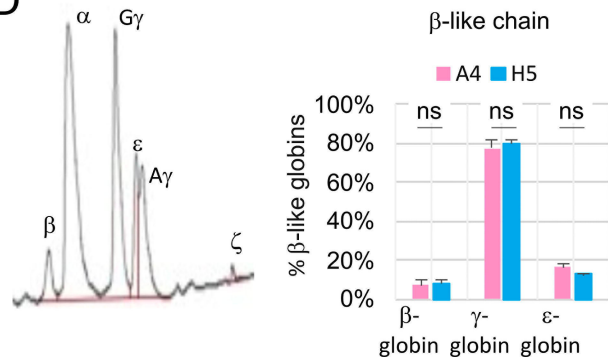 D
α
Gγ
ε
Aγ
β
ζ
β-like chain
A4 H5
% β-like globins
100%
80%
60%
40%
20%
0%
ns
ns
ns
β-globin
γ-globin
ε-globin